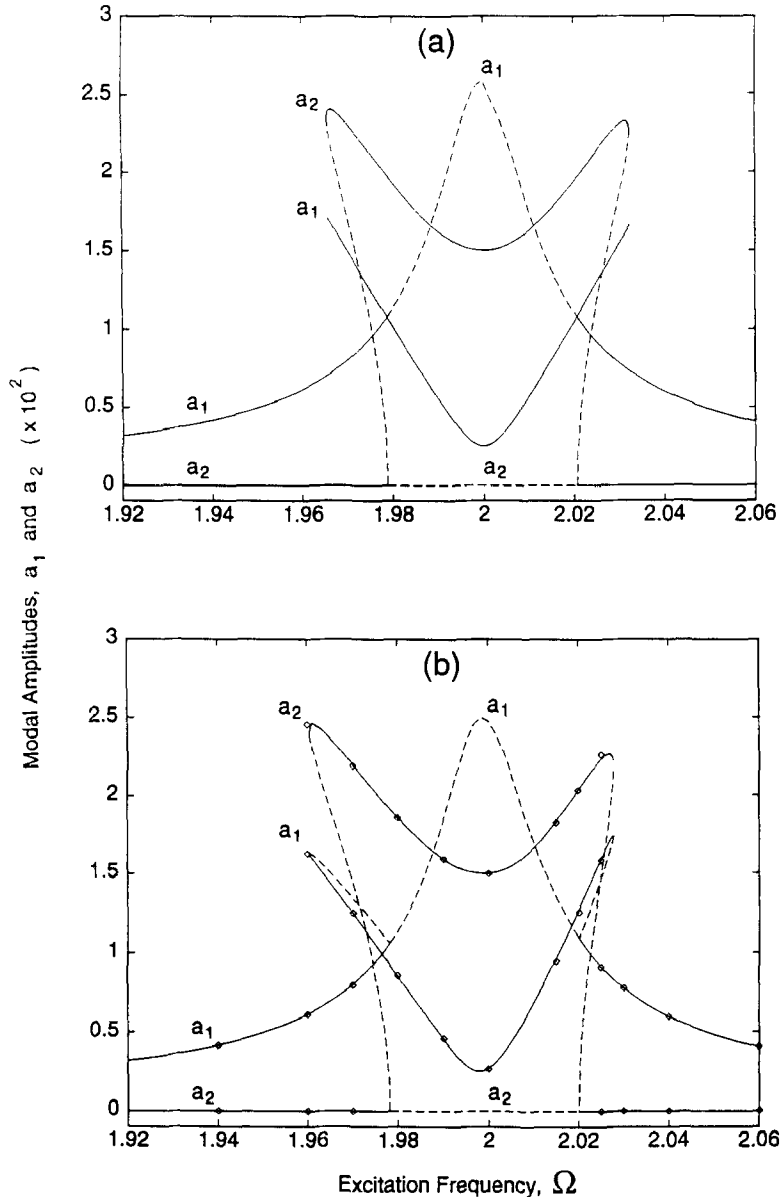 (a)
3
2.5
2
1.5
1
0.5
0
a₁
a₂
a₁
a₁
a₂
a₂
1.92
1.94
1.96
1.98
2
2.02
2.04
2.06
Modal Amplitudes, a₁ and a₂ (x10²)
(b)
3
2.5
2
1.5
1
0.5
0
a₂
a₁
a₁
a₁
a₂
a₂
1.92
1.94
1.96
1.98
2
2.02
2.04
2.06
Excitation Frequency, Ω